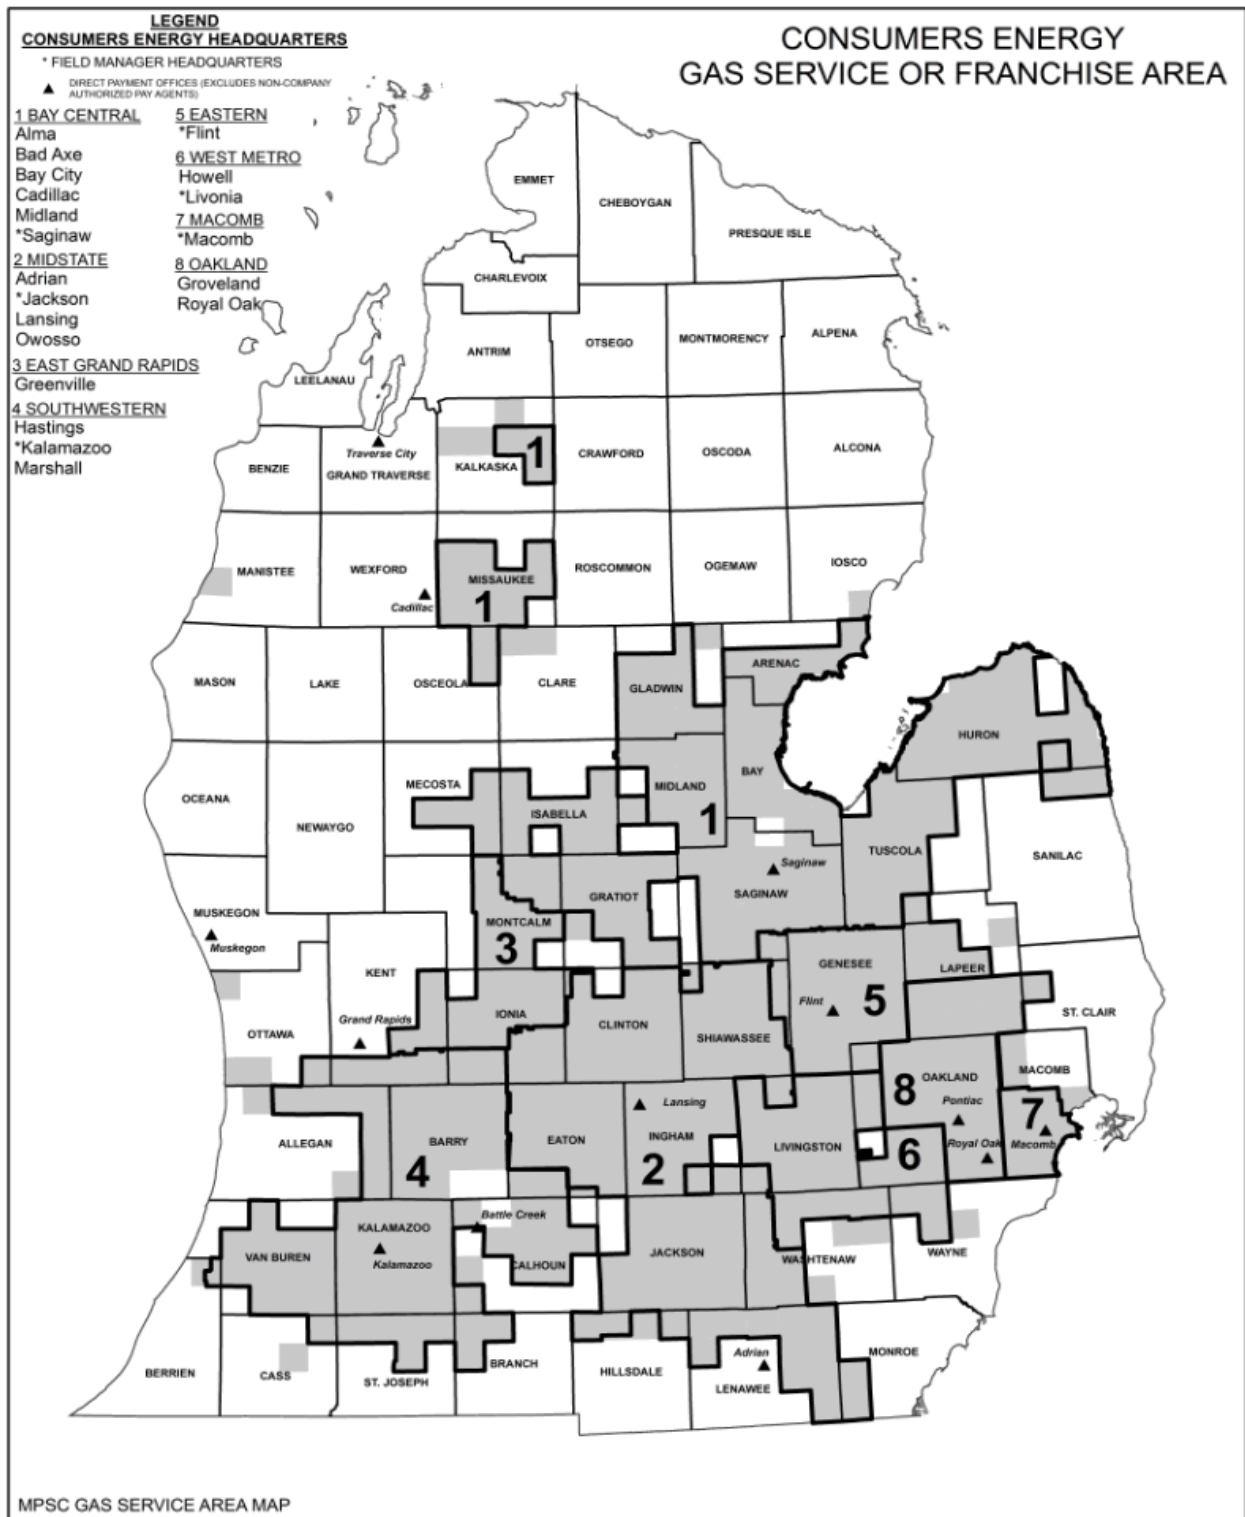 LEGEND
CONSUMERS ENERGY HEADQUARTERS
* FIELD MANAGER HEADQUARTERS
▲ DIRECT PAYMENT OFFICES (EXCLUDES NON-COMPANY
AUTHORIZED PAY AGENTS)
1 BAY CENTRAL
Alma
Bad Axe
Bay City
Cadillac
Midland
*Saginaw
2 MIDSTATE
Adrian
*Jackson
Lansing
Owosso
3 EAST GRAND RAPIDS
Greenville
4 SOUTHWESTERN
Hastings
*Kalamazoo
Marshall
5 EASTERN
*Flint
6 WEST METRO
Howell
*Livonia
7 MACOMB
*Macomb
8 OAKLAND
Groveland
Royal Oak
CONSUMERS ENERGY
GAS SERVICE OR FRANCHISE AREA
EMMET
CHEBOYGAN
PRESQUE ISLE
CHARLEVOIX
ANTRIM
OTSEGO
MONTMORENCY
ALPENA
LEELANAU
BENZIE
Traverse City
GRAND TRAVERSE
KALKASKA
1
CRAWFORD
OSCODA
ALCONA
MANISTEE
WEXFORD
Cadillac
MISSAUKEE
1
ROSCOMMON
OGEMAW
IOSCO
MASON
LAKE
OSCEOLA
CLARE
GLADWIN
ARENAC
HURON
OCEANA
NEWAYGO
MECOSTA
ISABELLA
MIDLAND
1
BAY
TUSCOLA
SANILAC
MUSKEGON
Muskegon
MONTCALM
3
GRATIOT
Saginaw
SAGINAW
KENT
Grand Rapids
OTTAWA
IONIA
CLINTON
SHIAWASSEE
GENESEE
Flint
5
LAPEER
ST. CLAIR
ALLEGAN
BARRY
4
EATON
Lansing
INGHAM
2
LIVINGSTON
OAKLAND
8
Pontiac
Royal Oak
6
MACOMB
7
Macomb
VAN BUREN
KALAMAZOO
Kalamazoo
Battle Creek
CALHOUN
JACKSON
WASHTENAW
WAYNE
BERRIEN
CASS
ST. JOSEPH
BRANCH
HILLSDALE
Adrian
LENAWEE
MONROE
MPSC GAS SERVICE AREA MAP